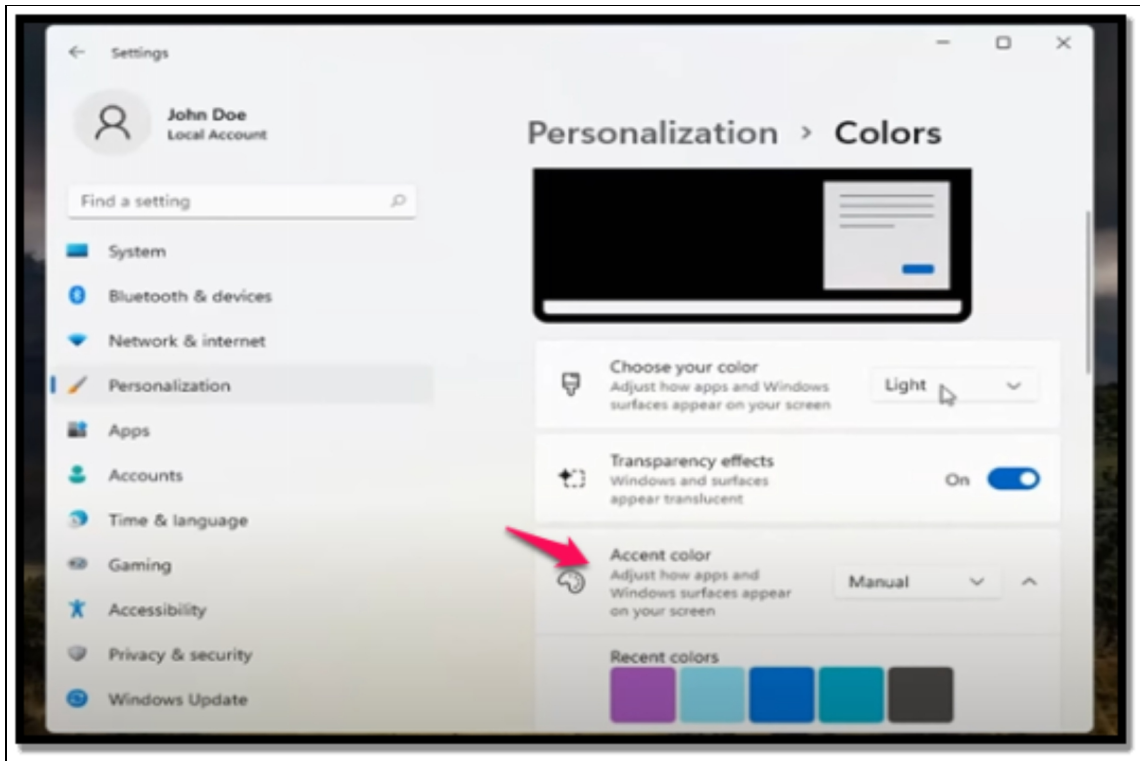 Settings
John Doe
Local Account
Find a setting
System
Bluetooth & devices
Network & internet
Personalization
Apps
Accounts
Time & language
Gaming
Accessibility
Privacy & security
Windows Update
Personalization > Colors
Choose your color
Adjust how apps and Windows
surfaces appear on your screen
Light
Transparency effects
Windows and surfaces
appear translucent
On
Accent color
Adjust how apps and
Windows surfaces appear
on your screen
Manual
Recent colors